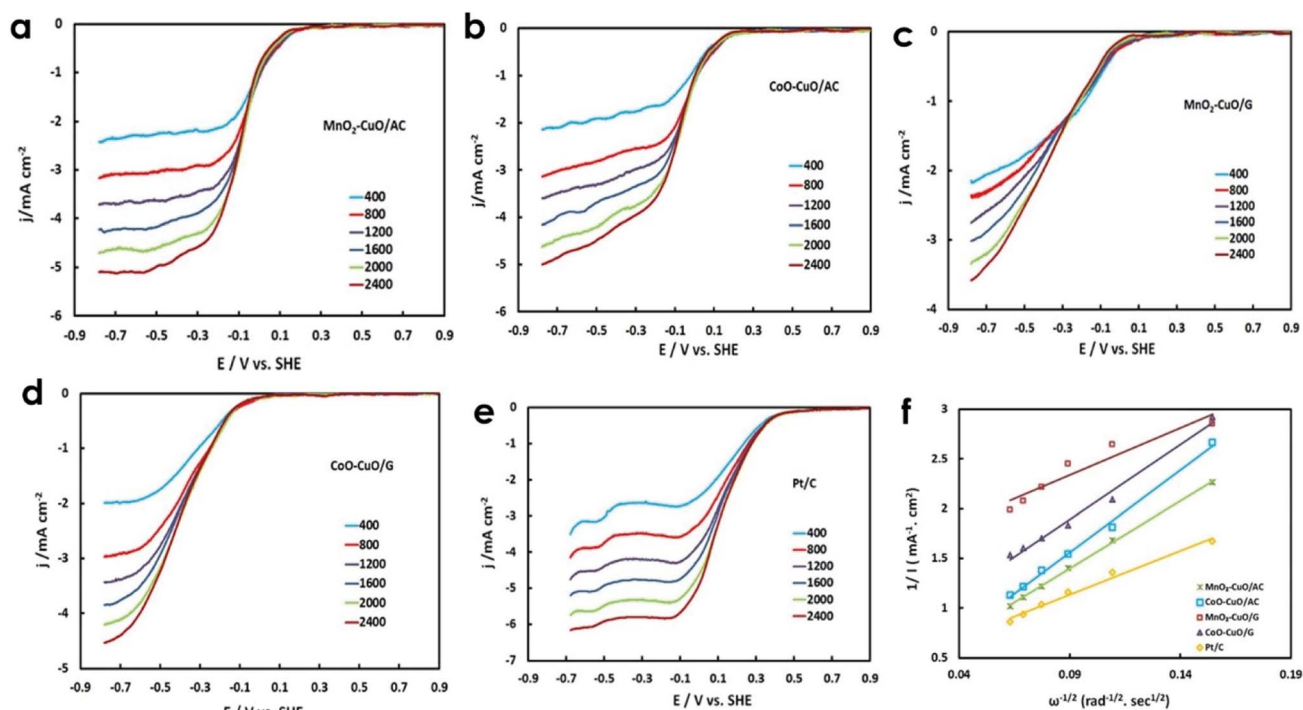 a
0
-1
-2
-3
-4
-5
-6
j/mA cm⁻²
MnO₂-CuO/AC
400
800
1200
1600
2000
2400
-0.9 -0.7 -0.5 -0.3 -0.1 0.1 0.3 0.5 0.7 0.9
E / V vs. SHE
b
0
-1
-2
-3
-4
-5
-6
j/mA cm⁻²
CoO-CuO/AC
400
800
1200
1600
2000
2400
-0.9 -0.7 -0.5 -0.3 -0.1 0.1 0.3 0.5 0.7 0.9
E / V vs. SHE
c
0
-1
-2
-3
-4
j/mA cm⁻²
MnO₂-CuO/G
400
800
1200
1600
2000
2400
-0.9 -0.7 -0.5 -0.3 -0.1 0.1 0.3 0.5 0.7 0.9
E / V vs. SHE
d
0
-1
-2
-3
-4
-5
j /mA cm⁻²
CoO-CuO/G
400
800
1200
1600
2000
2400
-0.9 -0.7 -0.5 -0.3 -0.1 0.1 0.3 0.5 0.7 0.9
E / V vs. SHE
e
0
-1
-2
-3
-4
-5
-6
-7
j /mA cm⁻²
Pt/C
400
800
1200
1600
2000
2400
-0.9 -0.7 -0.5 -0.3 -0.1 0.1 0.3 0.5 0.7 0.9
E / V vs. SHE
f
3
2.5
2
1.5
1
0.5
1/ I ( mA⁻¹. cm²)
MnO₂-CuO/AC
CoO-CuO/AC
MnO₂-CuO/G
CoO-CuO/G
Pt/C
0.04 0.09 0.14 0.19
ω⁻¹/² (rad⁻¹/². sec¹/²)